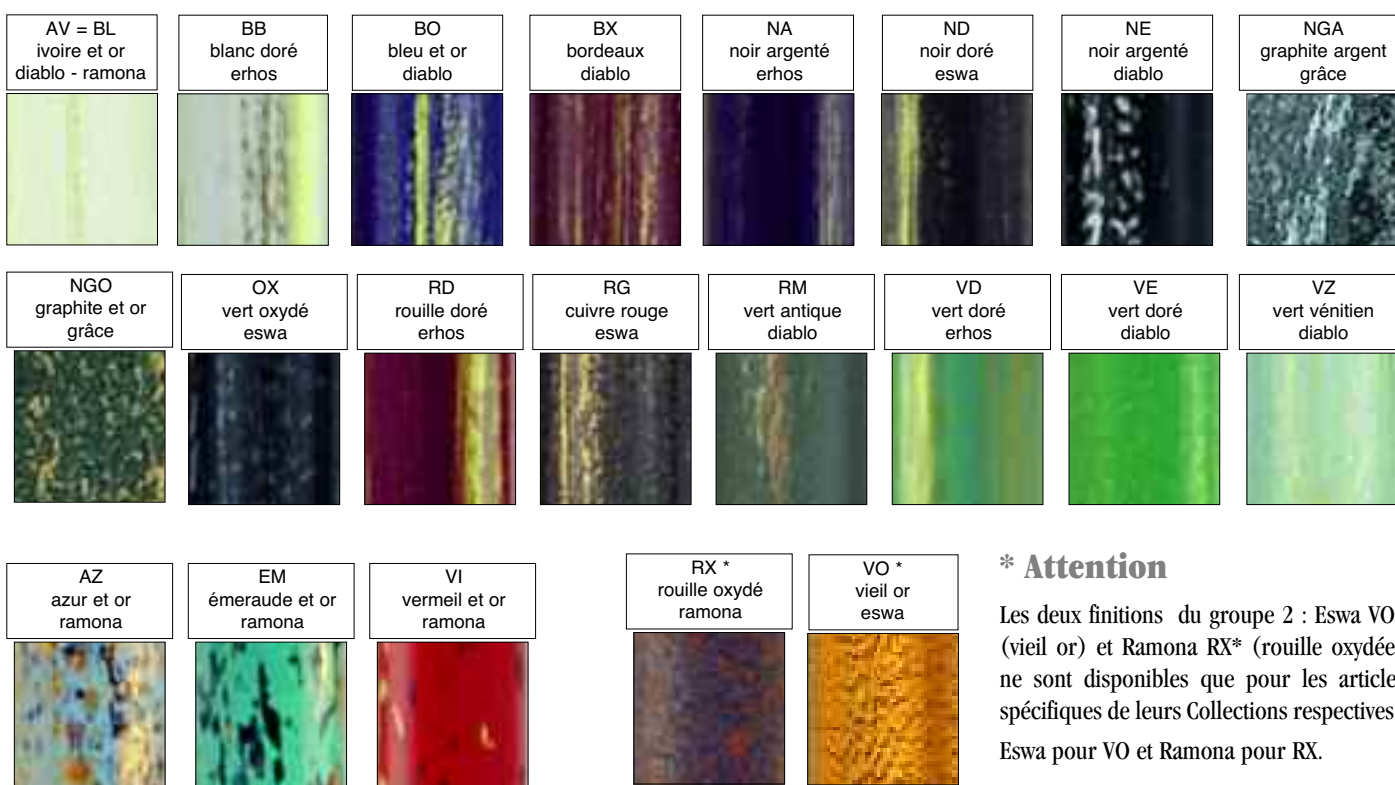 AV = BL
ivoire et or
diablo - ramona
BB
blanc doré
erhos
BO
bleu et or
diablo
BX
bordeaux
diablo
NA
noir argenté
erhos
ND
noir doré
eswa
NE
noir argenté
diablo
NGA
graphite argent
grâce
NGO
graphite et or
grâce
OX
vert oxydé
eswa
RD
rouille doré
erhos
RG
cuivre rouge
eswa
RM
vert antique
diablo
VD
vert doré
erhos
VE
vert doré
diablo
VZ
vert vénitien
diablo
AZ
azur et or
ramona
EM
émeraude et or
ramona
VI
vermeil et or
ramona
RX *
rouille oxydé
ramona
VO *
vieil or
eswa
* Attention
Les deux finitions du groupe 2 : Eswa VO
(vieil or) et Ramona RX* (rouille oxydée
ne sont disponibles que pour les article
spécifiques de leurs Collections respectives
Eswa pour VO et Ramona pour RX.